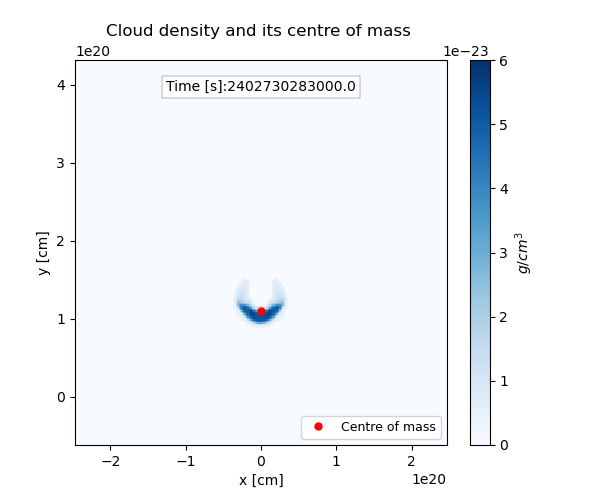 Cloud density and its centre of mass
1e20
1e−23
Time [s]:2402730283000.0
4
3
2
1
0
y [cm]
6
5
4
3
2
1
0
g/cm³
Centre of mass
−2
−1
0
1
2
x [cm]
1e20